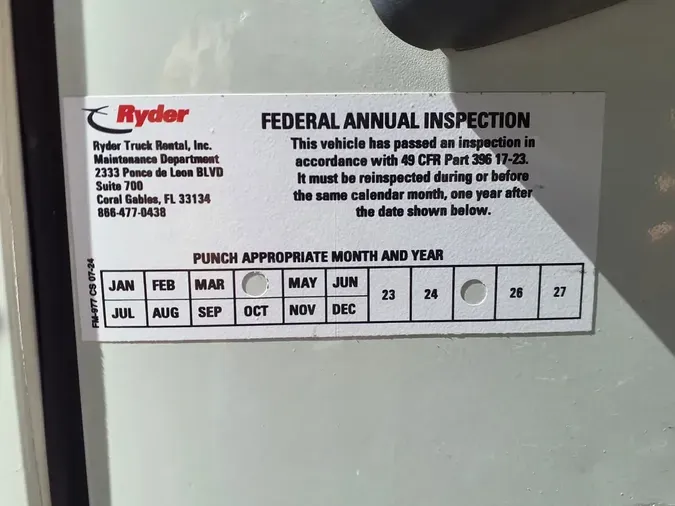 Ryder
Ryder Truck Rental, Inc.
Maintenance Department
2333 Ponce de Leon BLVD
Suite 700
Coral Gables, FL 33134
866-477-0438
FEDERAL ANNUAL INSPECTION
This vehicle has passed an inspection in
accordance with 49 CFR Part 396 17-23.
It must be reinspected during or before
the same calendar month, one year after
the date shown below.
PUNCH APPROPRIATE MONTH AND YEAR
JAN FEB MAR MAY JUN 23 24 26 27
JUL AUG SEP OCT NOV DEC
FM-977 CS 07-24